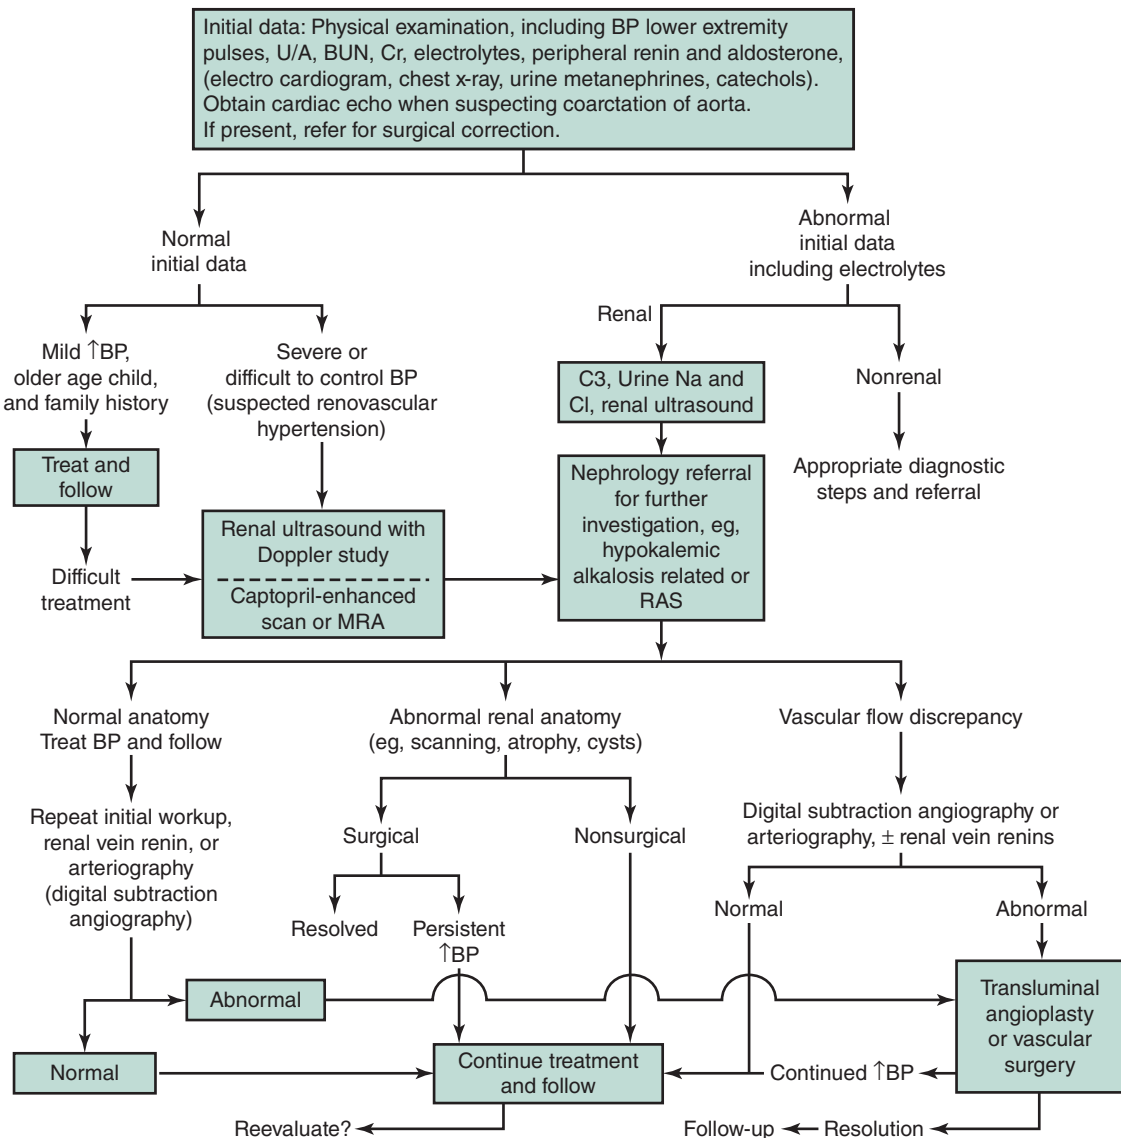 Initial data: Physical examination, including BP lower extremity
pulses, U/A, BUN, Cr, electrolytes, peripheral renin and aldosterone,
(electro cardiogram, chest x-ray, urine metanephrines, catechols).
Obtain cardiac echo when suspecting coarctation of aorta.
If present, refer for surgical correction.
Normal
initial data
Abnormal
initial data
including electrolytes
Mild ↑BP,
older age child,
and family history
Severe or
difficult to control BP
(suspected renovascular
hypertension)
Renal
C3, Urine Na and
Cl, renal ultrasound
Nonrenal
Treat and
follow
Appropriate diagnostic
steps and referral
Difficult
treatment
Renal ultrasound with
Doppler study
Captopril-enhanced
scan or MRA
Nephrology referral
for further
investigation, eg,
hypokalemic
alkalosis related or
RAS
Normal anatomy
Treat BP and follow
Abnormal renal anatomy
(eg, scanning, atrophy, cysts)
Vascular flow discrepancy
Repeat initial workup,
renal vein renin, or
arteriography
(digital subtraction
angiography)
Surgical
Nonsurgical
Digital subtraction angiography or
arteriography, ± renal vein renins
Resolved
Persistent
↑BP
Normal
Abnormal
Abnormal
Transluminal
angioplasty
or vascular
surgery
Normal
Continue treatment
and follow
Continued ↑BP
Reevaluate?
Follow-up
Resolution